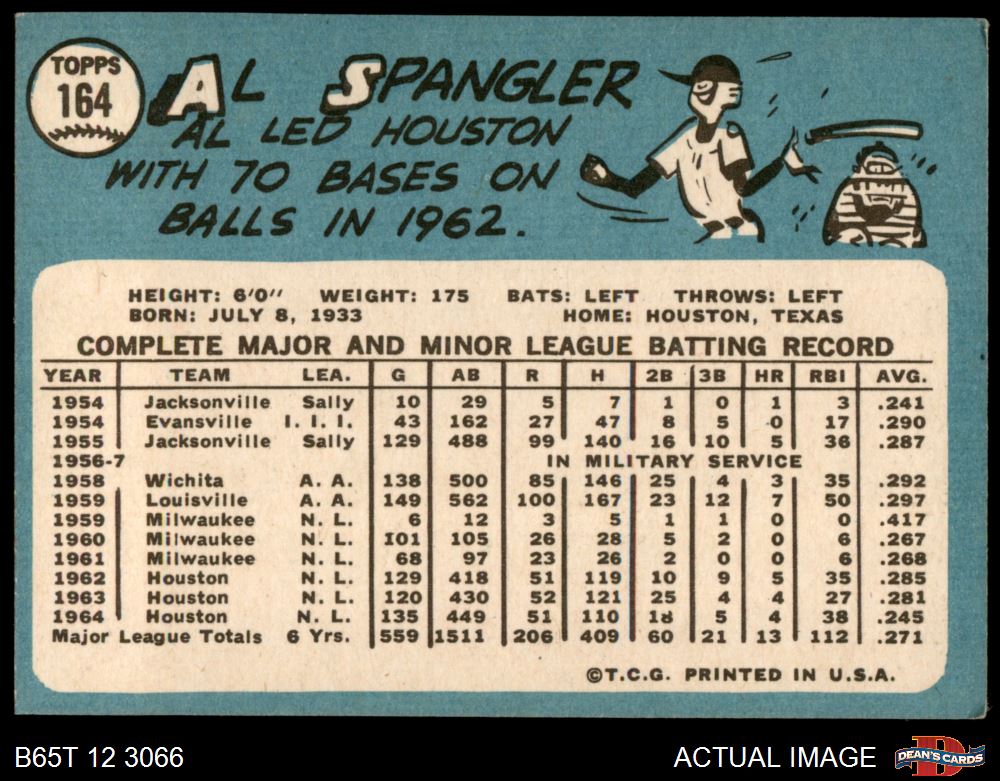 TOPPS
164
AL SPANGLER
AL LED HOUSTON
WITH 70 BASES ON
BALLS IN 1962.
HEIGHT: 6'0" WEIGHT: 175 BATS: LEFT THROWS: LEFT
BORN: JULY 8, 1933 HOME: HOUSTON, TEXAS
COMPLETE MAJOR AND MINOR LEAGUE BATTING RECORD
YEAR TEAM LEA. G AB R H 2B 3B HR RBI AVG.
1954 Jacksonville Sally 10 29 5 7 1 0 1 3 .241
1954 Evansville I. I. I. 43 162 27 47 8 5 0 17 .290
1955 Jacksonville Sally 129 488 99 140 16 10 5 36 .287
1956-7 IN MILITARY SERVICE
1958 Wichita A. A. 138 500 85 146 25 4 3 35 .292
1959 Louisville A. A. 149 562 100 167 23 12 7 50 .297
1959 Milwaukee N. L. 6 12 3 5 1 1 0 0 .417
1960 Milwaukee N. L. 101 105 26 28 5 2 0 6 .267
1961 Milwaukee N. L. 68 97 23 26 2 0 0 6 .268
1962 Houston N. L. 129 418 51 119 10 9 5 35 .285
1963 Houston N. L. 120 430 52 121 25 4 4 27 .281
1964 Houston N. L. 135 449 51 110 18 5 4 38 .245
Major League Totals 6 Yrs. 559 1511 206 409 60 21 13 112 .271
©T.C.G. PRINTED IN U.S.A.
B65T 12 3066 ACTUAL IMAGE
D
DEAN'S CARDS